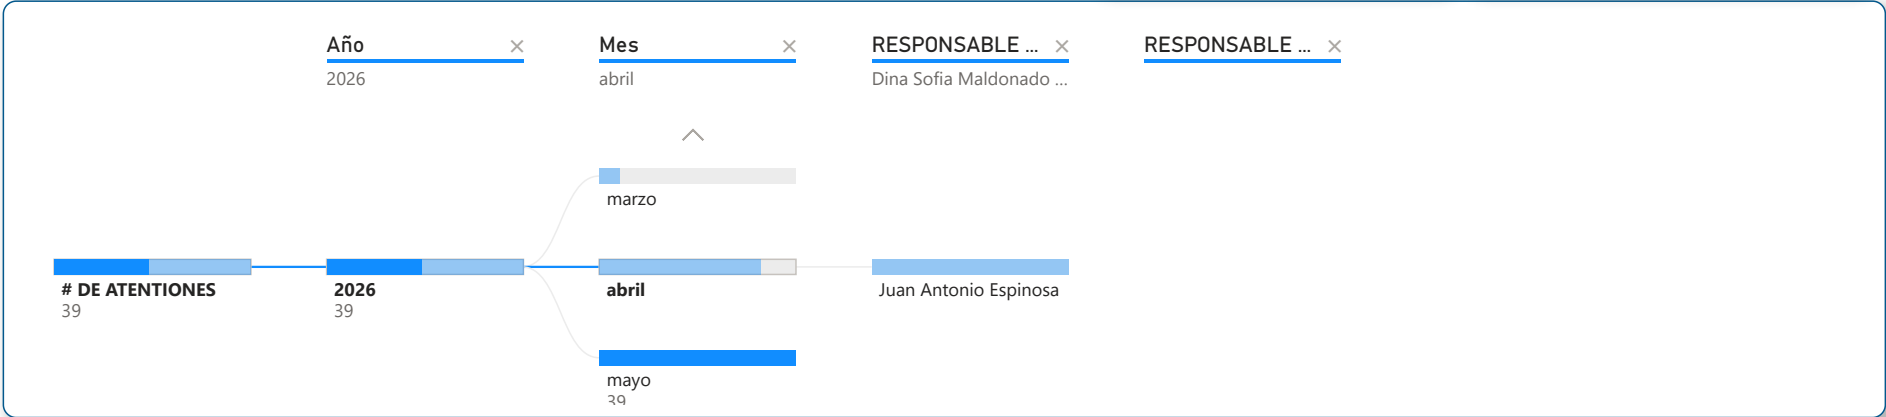 Año
2026
Mes
abril
RESPONSABLE ...
Dina Sofia Maldonado ...
RESPONSABLE ...
marzo
# DE ATENTIONES
39
2026
39
abril
Juan Antonio Espinosa
mayo
39